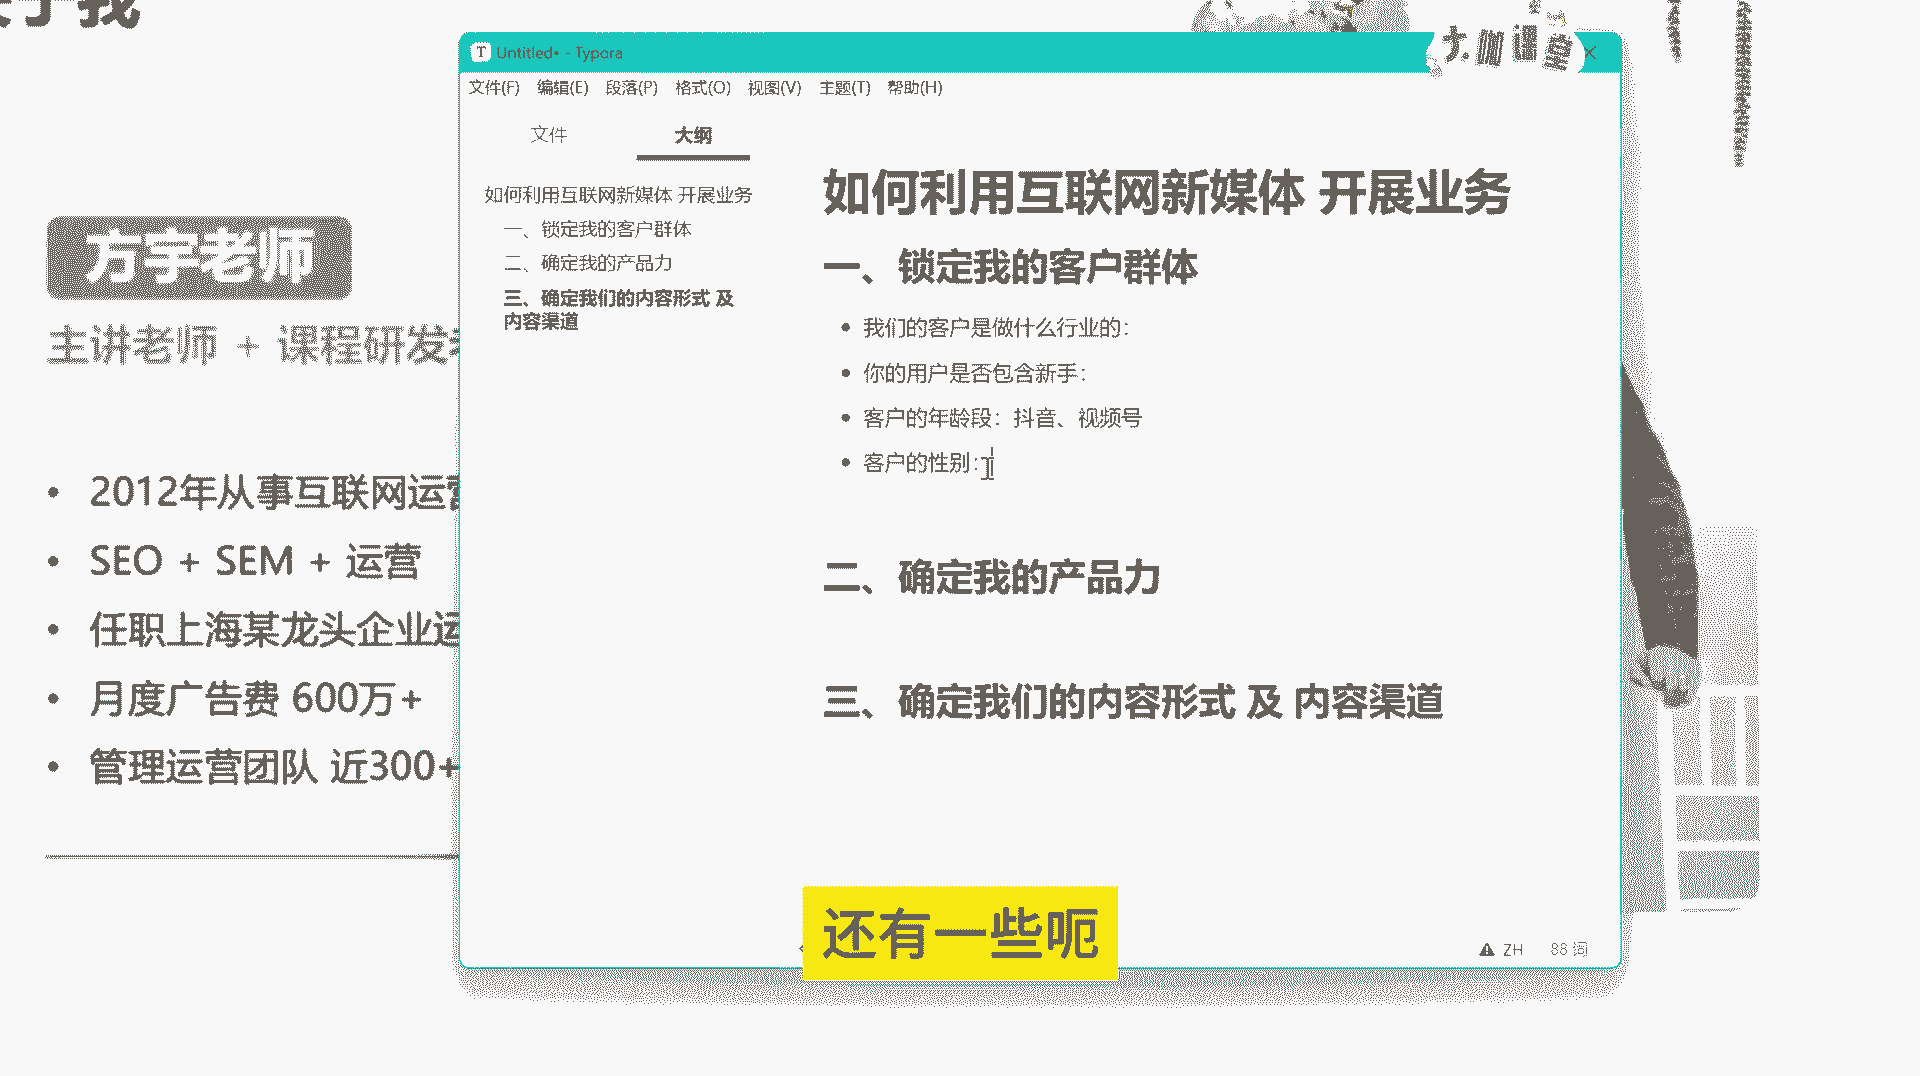 于我
大咖课堂
方宇老师
主讲老师 + 课程研发
• 2012年从事互联网运营
• SEO + SEM + 运营
• 任职上海某龙头企业运
• 月度广告费 600万+
• 管理运营团队 近300+
Untitled• - Typora
文件(F) 编辑(E) 段落(P) 格式(O) 视图(V) 主题(T) 帮助(H)
文件 大纲
如何利用互联网新媒体 开展业务
一、锁定我的客户群体
二、确定我的产品力
三、确定我们的内容形式 及
内容渠道
如何利用互联网新媒体 开展业务
一、锁定我的客户群体
• 我们的客户是做什么行业的：
• 你的用户是否包含新手：
• 客户的年龄段：抖音、视频号
• 客户的性别：
二、确定我的产品力
三、确定我们的内容形式 及 内容渠道
还有一些呃
ZH 88 词